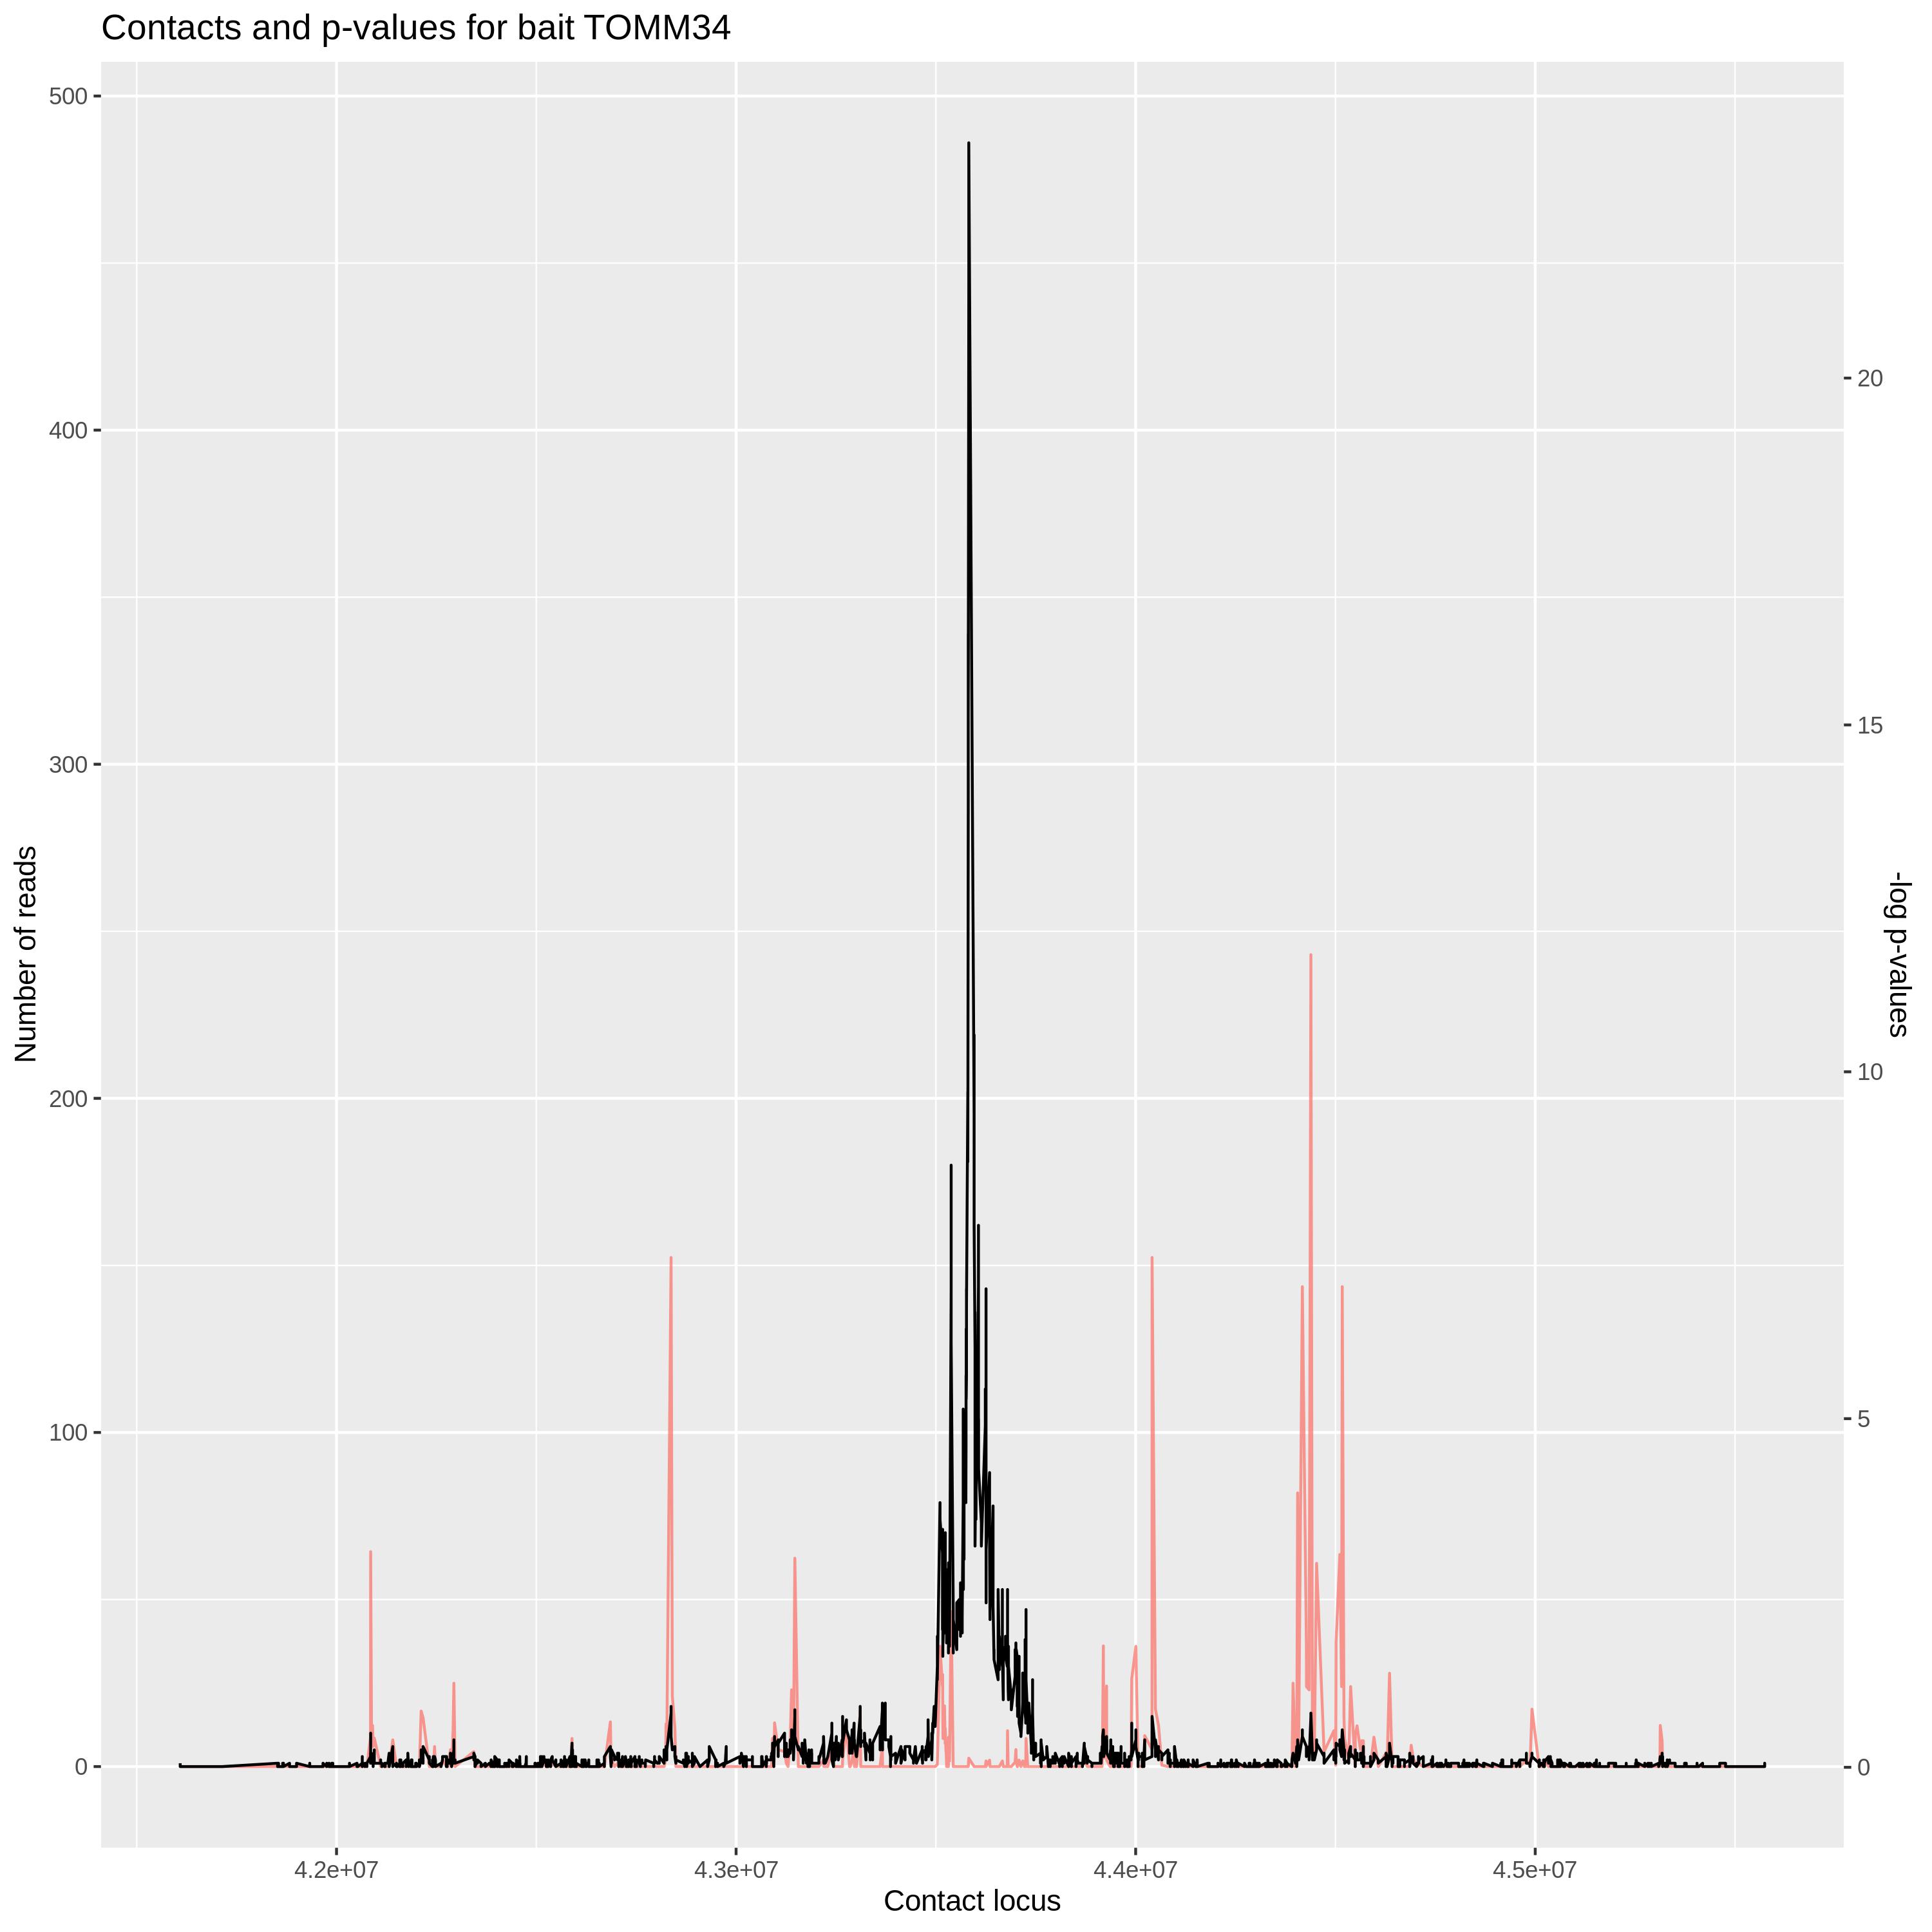 Contacts and p-values for bait TOMM34
500
400
300
200
100
0
Number of reads
20
15
10
5
0
-log p-values
4.2e+07 4.3e+07 4.4e+07 4.5e+07
Contact locus